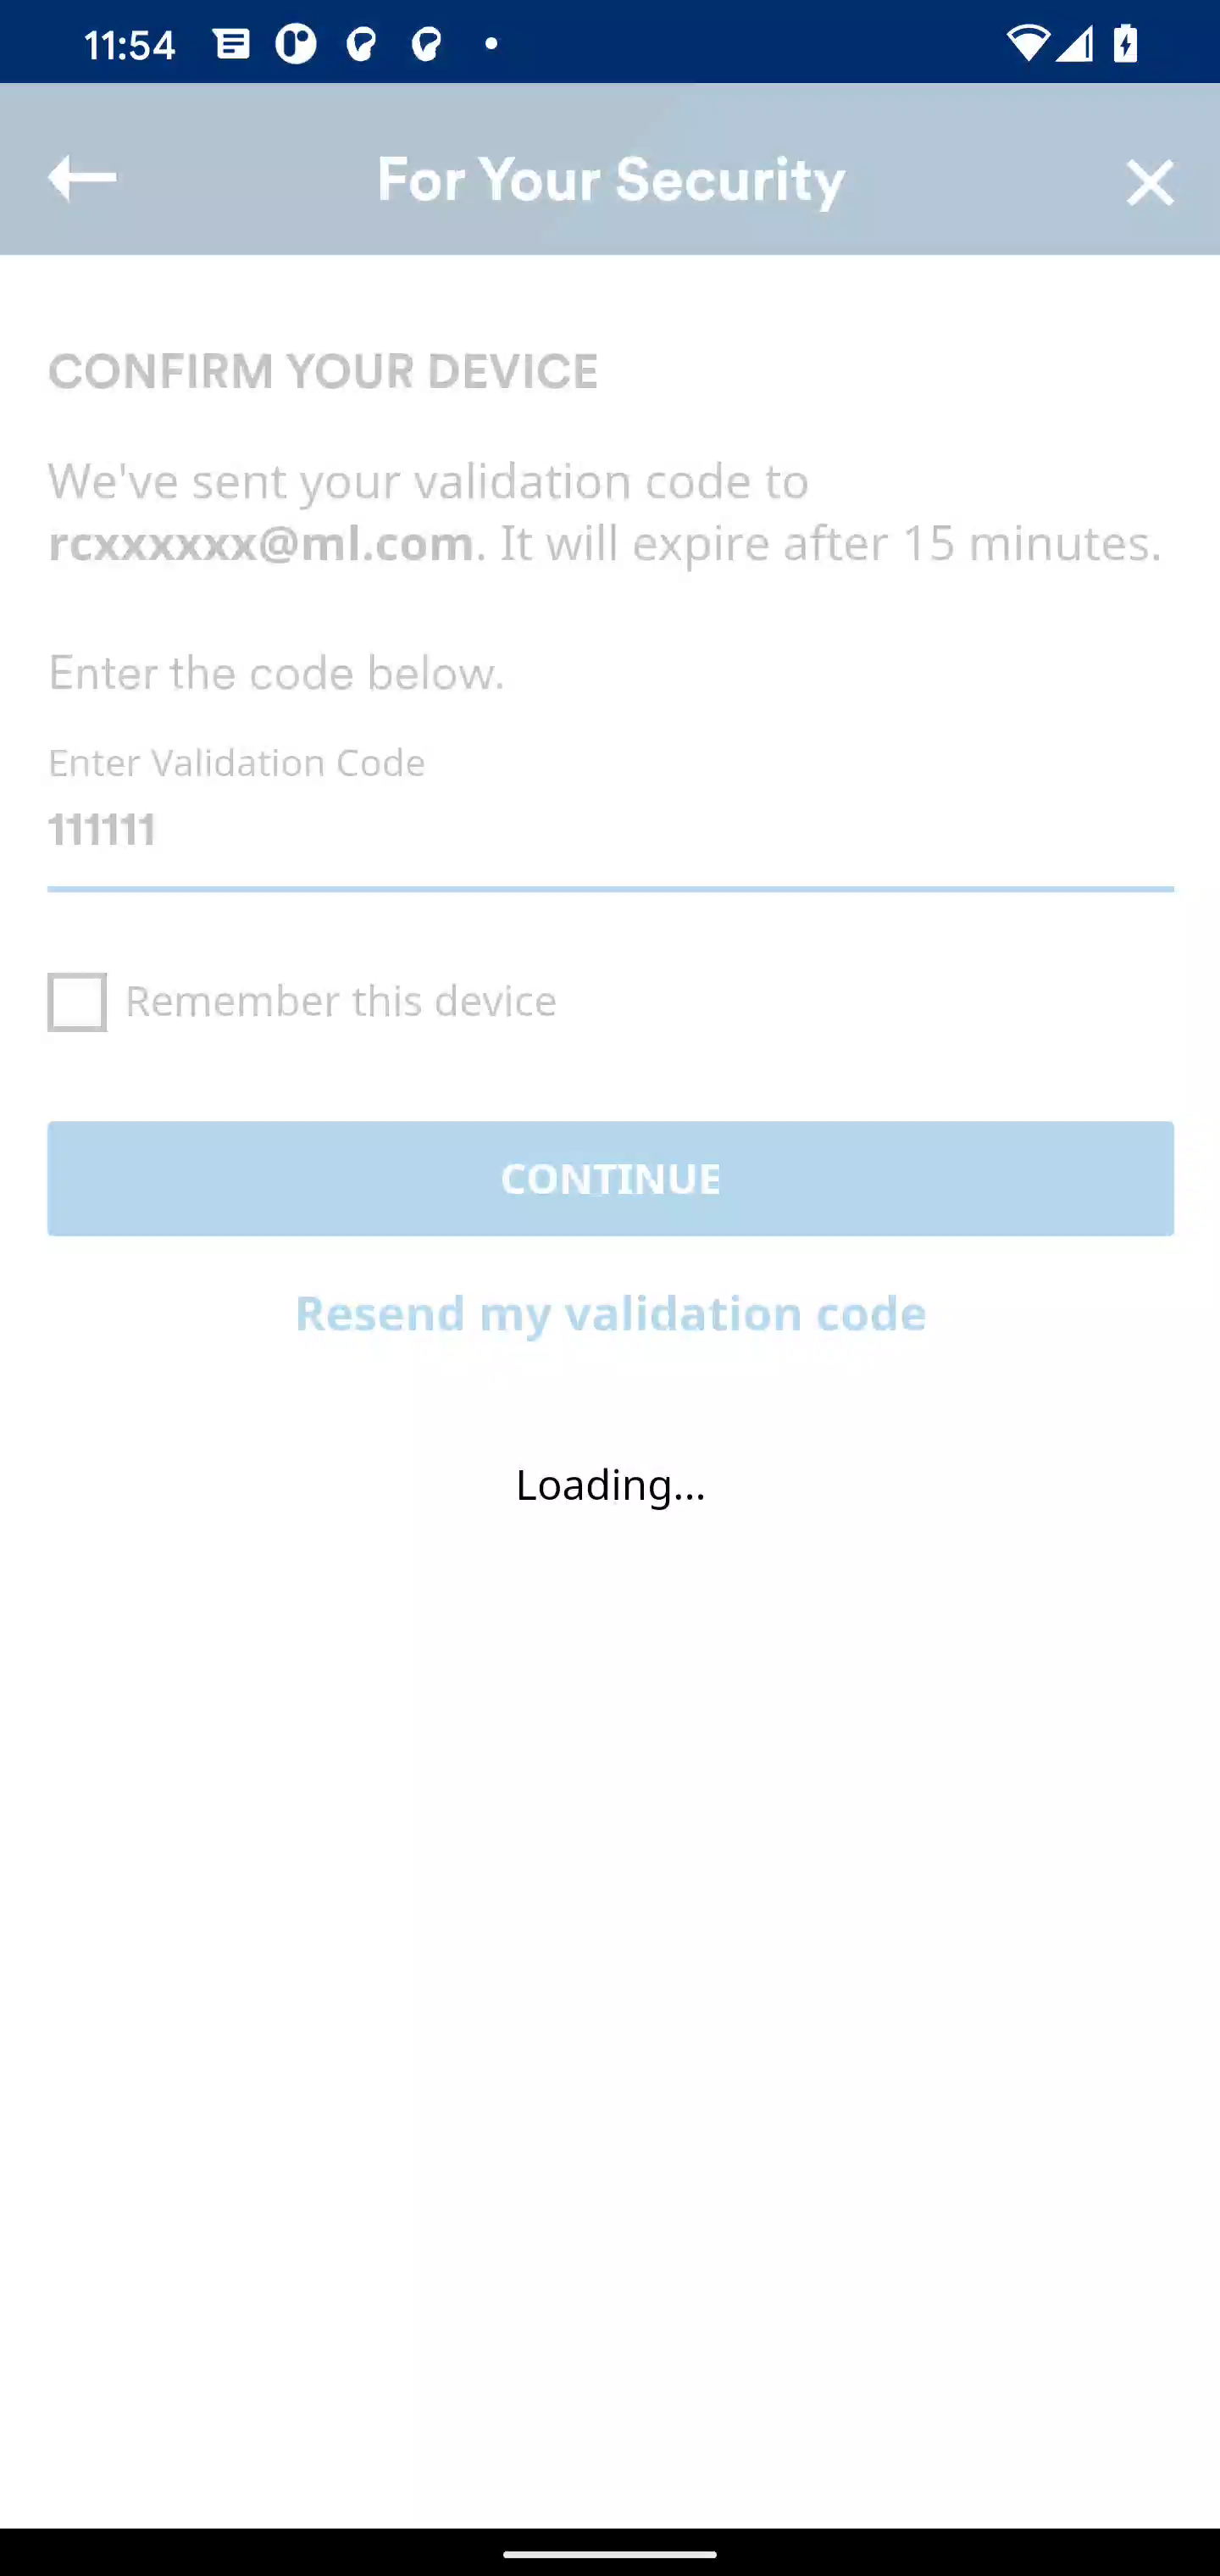 11:54
For Your Security
CONFIRM YOUR DEVICE
We've sent your validation code to
rcxxxxxx@ml.com. It will expire after 15 minutes.
Enter the code below.
Enter Validation Code
111111
Remember this device
CONTINUE
Resend my validation code
Loading...